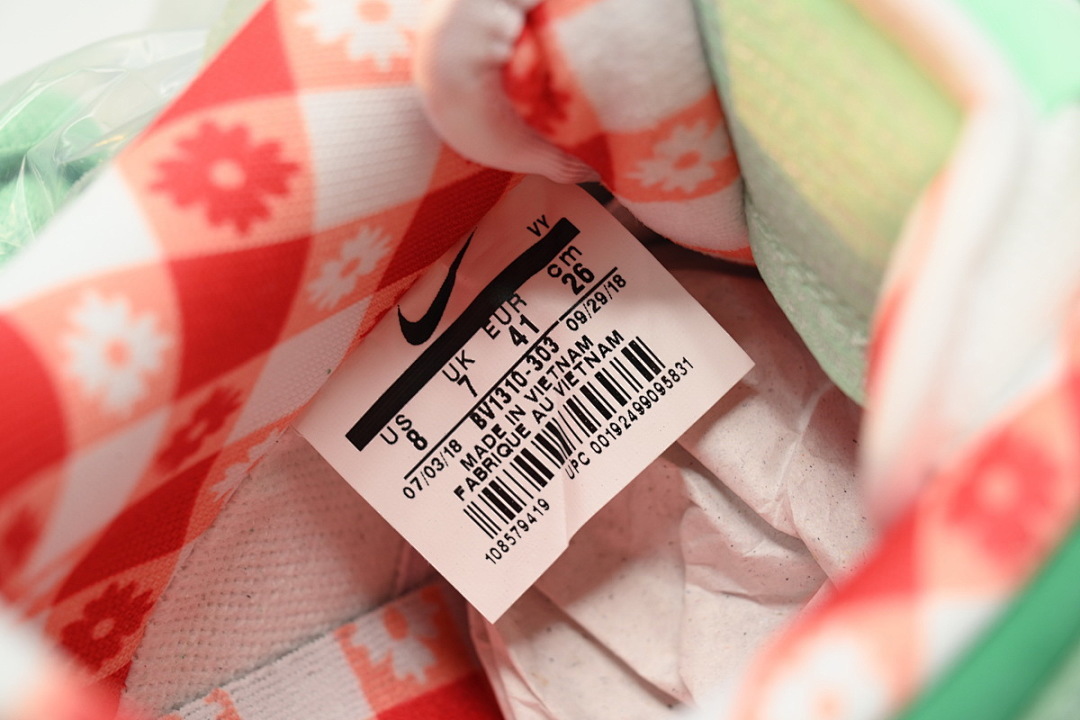 VY
US UK EUR cm
8 7 41 26
07/03/18 BV1310-303 09/29/18
MADE IN VIETNAM
FABRIQUE AU VIETNAM
108579419 UPC 00192499095831